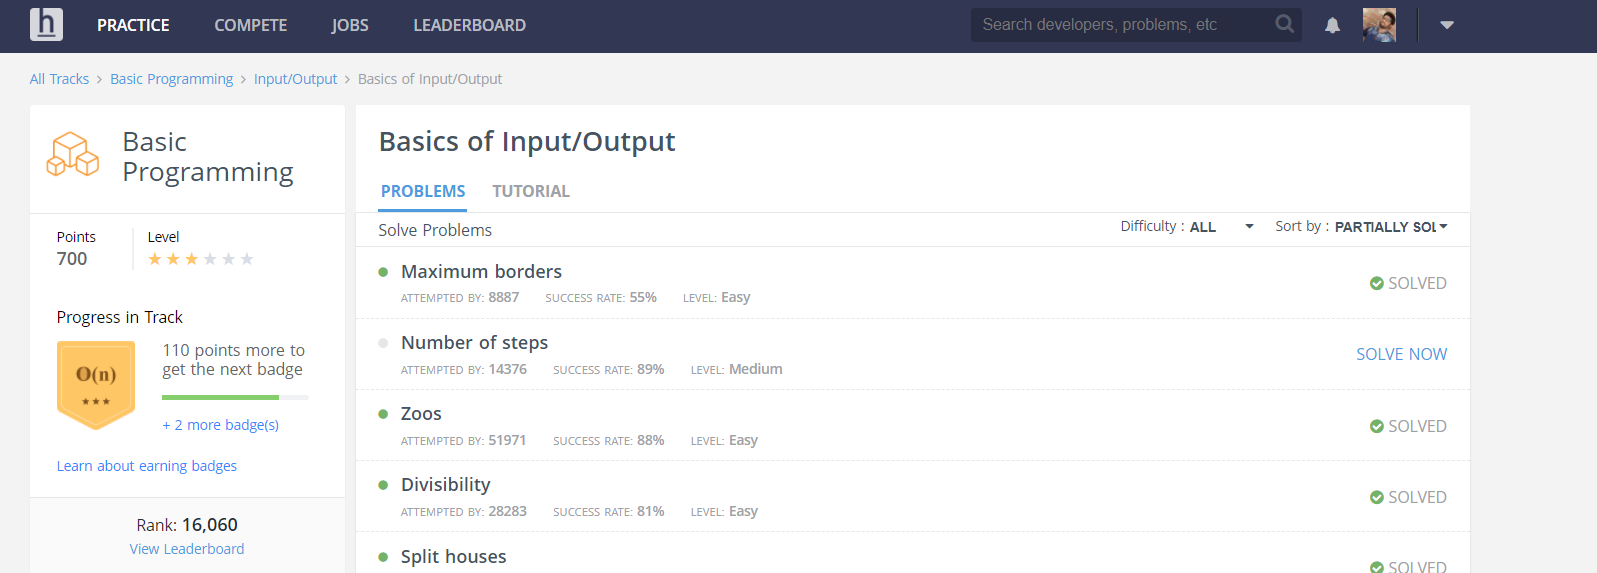 h PRACTICE COMPETE JOBS LEADERBOARD Search developers, problems, etc
All Tracks > Basic Programming > Input/Output > Basics of Input/Output
Basic
Programming
Points
700
Level
Progress in Track
O(n)
110 points more to
get the next badge
+ 2 more badge(s)
Learn about earning badges
Rank: 16,060
View Leaderboard
Basics of Input/Output
PROBLEMS TUTORIAL
Solve Problems Difficulty : ALL Sort by : PARTIALLY SOL
Maximum borders
ATTEMPTED BY: 8887 SUCCESS RATE: 55% LEVEL: Easy
SOLVED
Number of steps
ATTEMPTED BY: 14376 SUCCESS RATE: 89% LEVEL: Medium
SOLVE NOW
Zoos
ATTEMPTED BY: 51971 SUCCESS RATE: 88% LEVEL: Easy
SOLVED
Divisibility
ATTEMPTED BY: 28283 SUCCESS RATE: 81% LEVEL: Easy
SOLVED
Split houses
SOLVED